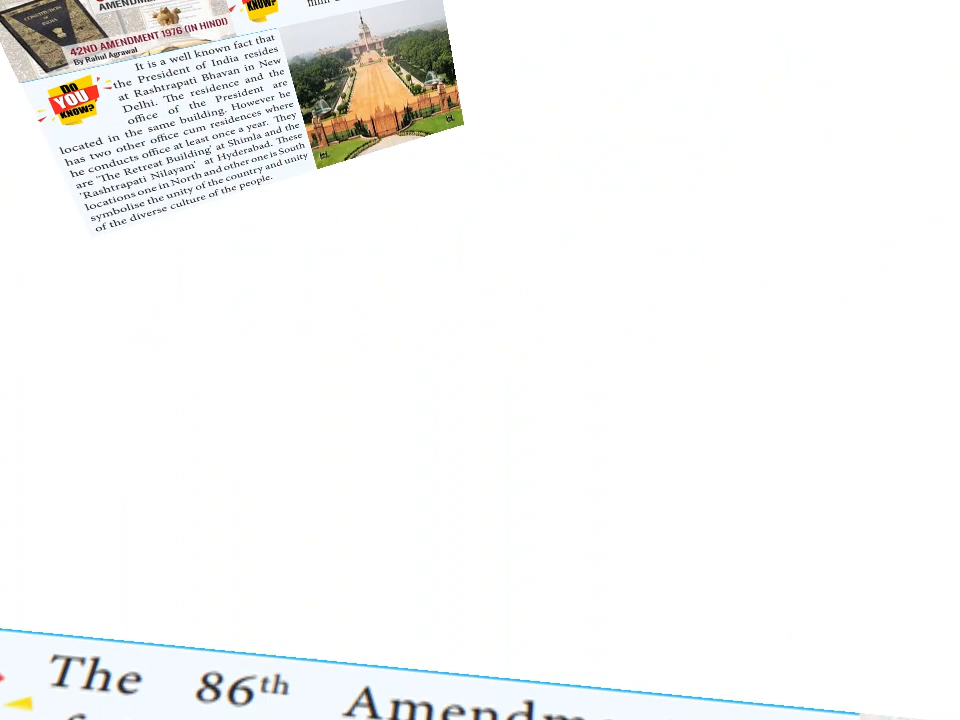 CONSTITUTION
OF
INDIA
42ND AMENDMENT 1976 (IN HINDI)
By Rahul Agrawal
DO
YOU
KNOW?
It is a well known fact that
the President of India resides
at Rashtrapati Bhavan in New
Delhi. The residence and the
office of the President are
located in the same building. However he
has two other office cum residences where
he conducts office at least once a year. They
are 'The Retreat Building' at Shimla and the
'Rashtrapati Nilayam' at Hyderabad. These
locations one in North and other one is South
symbolise the unity of the country and unity
of the diverse culture of the people.
KNOW?
The 86th